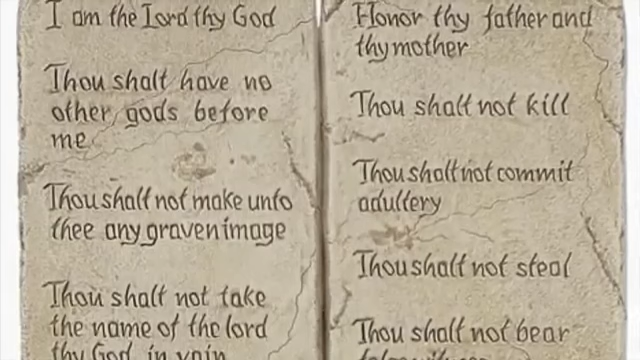 I am the Lord thy God
Thou shalt have no
other gods before
me
Thou shalt not make unto
thee any graven image
Thou shalt not take
the name of the lord
thy God in vain
Honor thy father and
thy mother
Thou shalt not kill
Thou shalt not commit
adultery
Thou shalt not steal
Thou shalt not bear